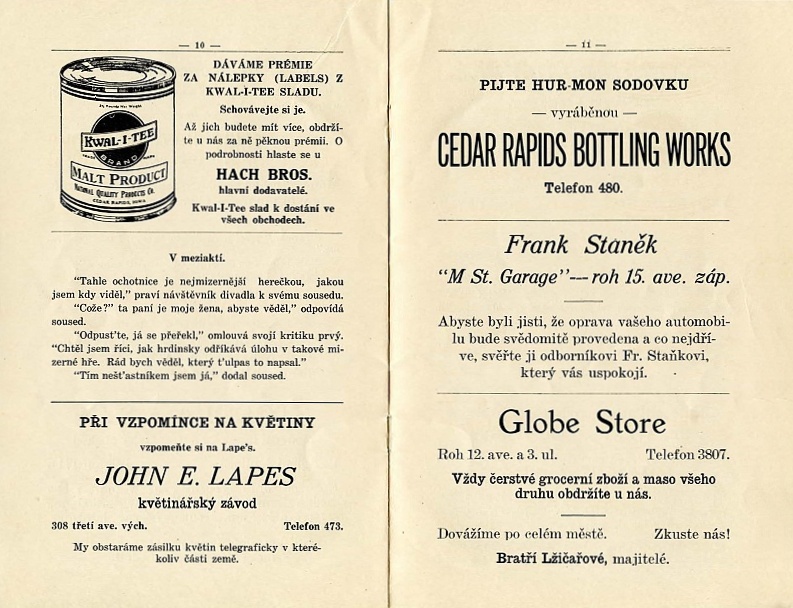 — 10 —
DÁVÁME PRÉMIE
ZA NÁLEPKY (LABELS) Z
KWAL-I-TEE SLADU.
Schovávejte si je.
Až jich budete mít více, obdrží-
te u nás za ně pěknou prémii. O
podrobnosti hlaste se u
HACH BROS.
hlavní dodavatelé.
Kwal-I-Tee slad k dostání ve
všech obchodech.
KWAL-I-TEE
TRADE MARK
BRAND
MALT PRODUCT
NATIONAL QUALITY PRODUCTS CO.
CEDAR RAPIDS, IOWA
V meziaktí.
"Tahle ochotnice je nejmizernější herečkou, jakou
jsem kdy viděl," praví návštěvník divadla k svému sousedu.
"Cože?" ta paní je moje žena, abyste věděl," odpovídá
soused.
"Odpusťte, já se přeřekl," omlouvá svojí kritiku prvý.
"Chtěl jsem říci, jak hrdinsky odříkává úlohu v takové mi-
zerné hře. Rád bych věděl, který ťulpas to napsal."
"Tím nešťastníkem jsem já," dodal soused.
PŘI VZPOMÍNCE NA KVĚTINY
vzpomeňte si na Lape's.
JOHN E. LAPES
květinářský závod
308 třetí ave. vých. Telefon 473.
My obstaráme zásilku květin telegraficky v které-
koliv části země.
— 11 —
PIJTE HUR-MON SODOVKU
— vyráběnou —
CEDAR RAPIDS BOTTLING WORKS
Telefon 480.
Frank Staněk
"M St. Garage"—roh 15. ave. záp.
Abyste byli jisti, že oprava vašeho automobi-
lu bude svědomitě provedena a co nejdří-
ve, svěřte ji odborníkovi Fr. Staňkovi,
který vás uspokojí.
Globe Store
Roh 12. ave. a 3. ul. Telefon 3807.
Vždy čerstvé grocerní zboží a maso všeho
druhu obdržíte u nás.
Dovážíme po celém městě. Zkuste nás!
Bratří Lžičařové, majitelé.